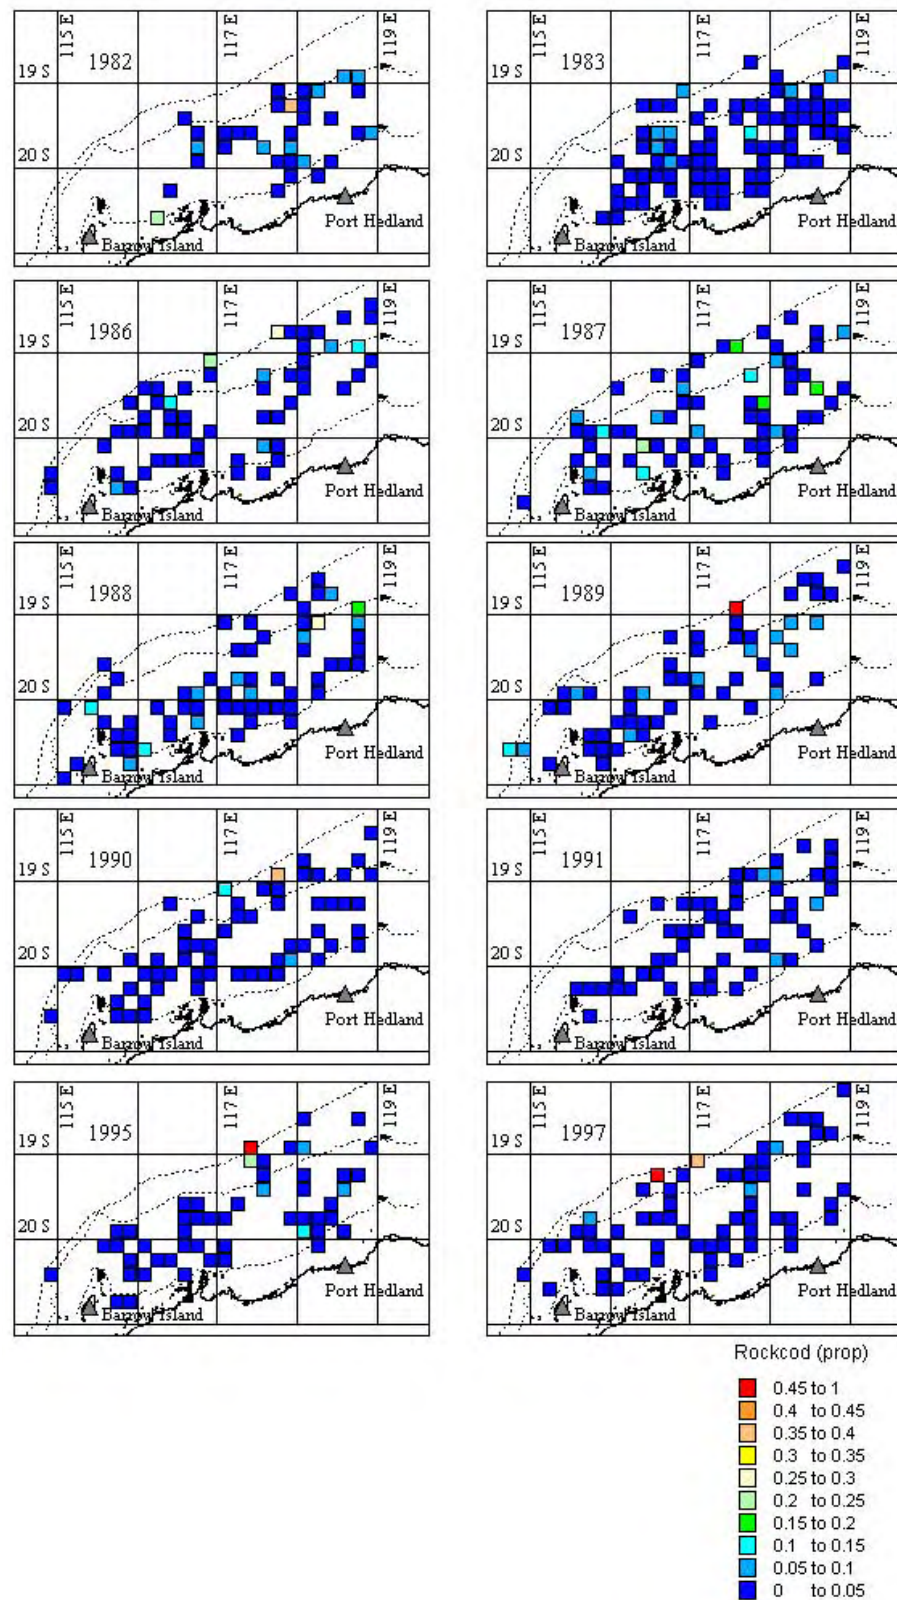 115 E
117 E
119 E
1982
19 S
20 S
Port Hedland
Barrow Island
115 E
117 E
119 E
1983
19 S
20 S
Port Hedland
Barrow Island
115 E
117 E
119 E
1986
19 S
20 S
Port Hedland
Barrow Island
115 E
117 E
119 E
1987
19 S
20 S
Port Hedland
Barrow Island
115 E
117 E
119 E
1988
19 S
20 S
Port Hedland
Barrow Island
115 E
117 E
119 E
1989
19 S
20 S
Port Hedland
Barrow Island
115 E
117 E
119 E
1990
19 S
20 S
Port Hedland
Barrow Island
115 E
117 E
119 E
1991
19 S
20 S
Port Hedland
Barrow Island
115 E
117 E
119 E
1995
19 S
20 S
Port Hedland
Barrow Island
115 E
117 E
119 E
1997
19 S
20 S
Port Hedland
Barrow Island
Rockcod (prop)
0.45 to 1
0.4 to 0.45
0.35 to 0.4
0.3 to 0.35
0.25 to 0.3
0.2 to 0.25
0.15 to 0.2
0.1 to 0.15
0.05 to 0.1
0 to 0.05